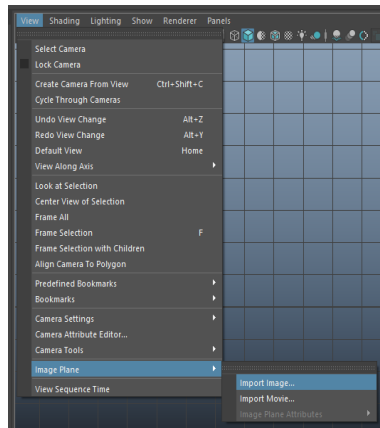 View Shading Lighting Show Renderer Panels
Select Camera
Lock Camera
Create Camera From View Ctrl+Shift+C
Cycle Through Cameras
Undo View Change Alt+Z
Redo View Change Alt+Y
Default View Home
View Along Axis
Look at Selection
Center View of Selection
Frame All
Frame Selection F
Frame Selection with Children
Align Camera To Polygon
Predefined Bookmarks
Bookmarks
Camera Settings
Camera Attribute Editor...
Camera Tools
Image Plane
View Sequence Time
Import Image...
Import Movie...
Image Plane Attributes